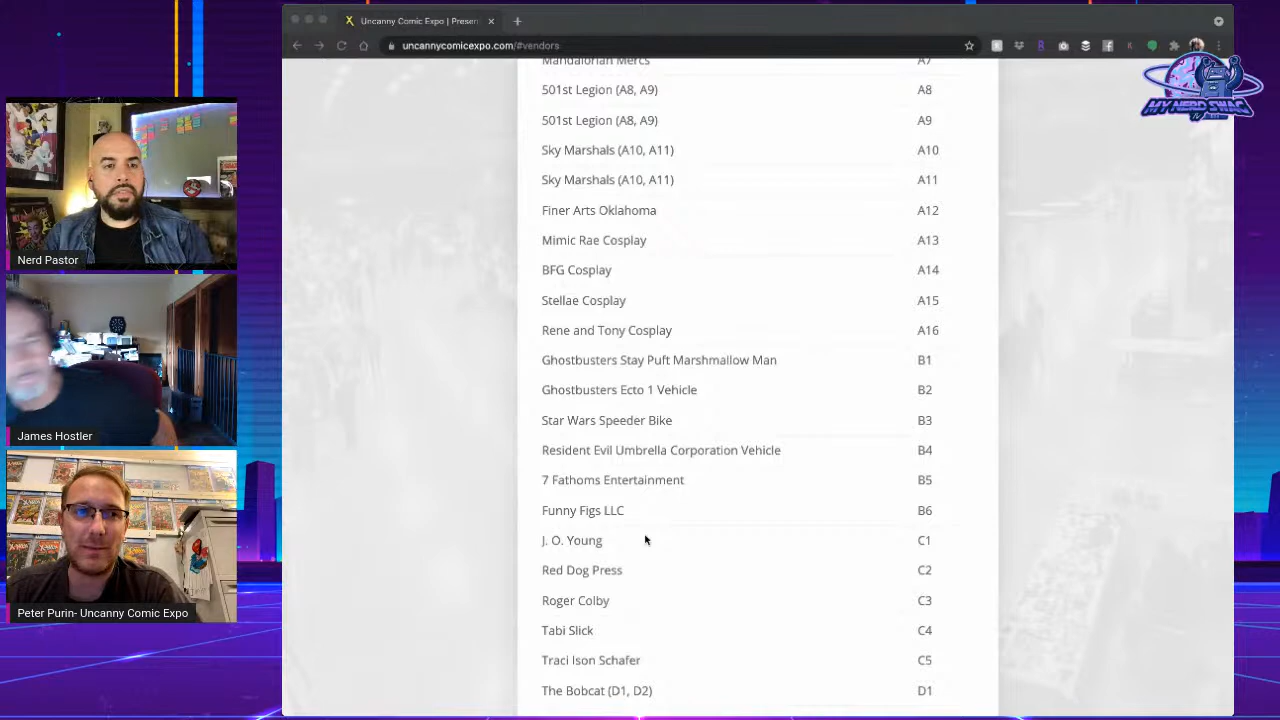 Uncanny Comic Expo | Presen
uncannycomicexpo.com/#vendors
MY NERD SWAG
TV
Mandalorian Mercs A7
501st Legion (A8, A9) A8
501st Legion (A8, A9) A9
Sky Marshals (A10, A11) A10
Sky Marshals (A10, A11) A11
Finer Arts Oklahoma A12
Mimic Rae Cosplay A13
BFG Cosplay A14
Stellae Cosplay A15
Rene and Tony Cosplay A16
Ghostbusters Stay Puft Marshmallow Man B1
Ghostbusters Ecto 1 Vehicle B2
Star Wars Speeder Bike B3
Resident Evil Umbrella Corporation Vehicle B4
7 Fathoms Entertainment B5
Funny Figs LLC B6
J. O. Young C1
Red Dog Press C2
Roger Colby C3
Tabi Slick C4
Traci Ison Schafer C5
The Bobcat (D1, D2) D1
Nerd Pastor
James Hostler
Peter Purin- Uncanny Comic Expo